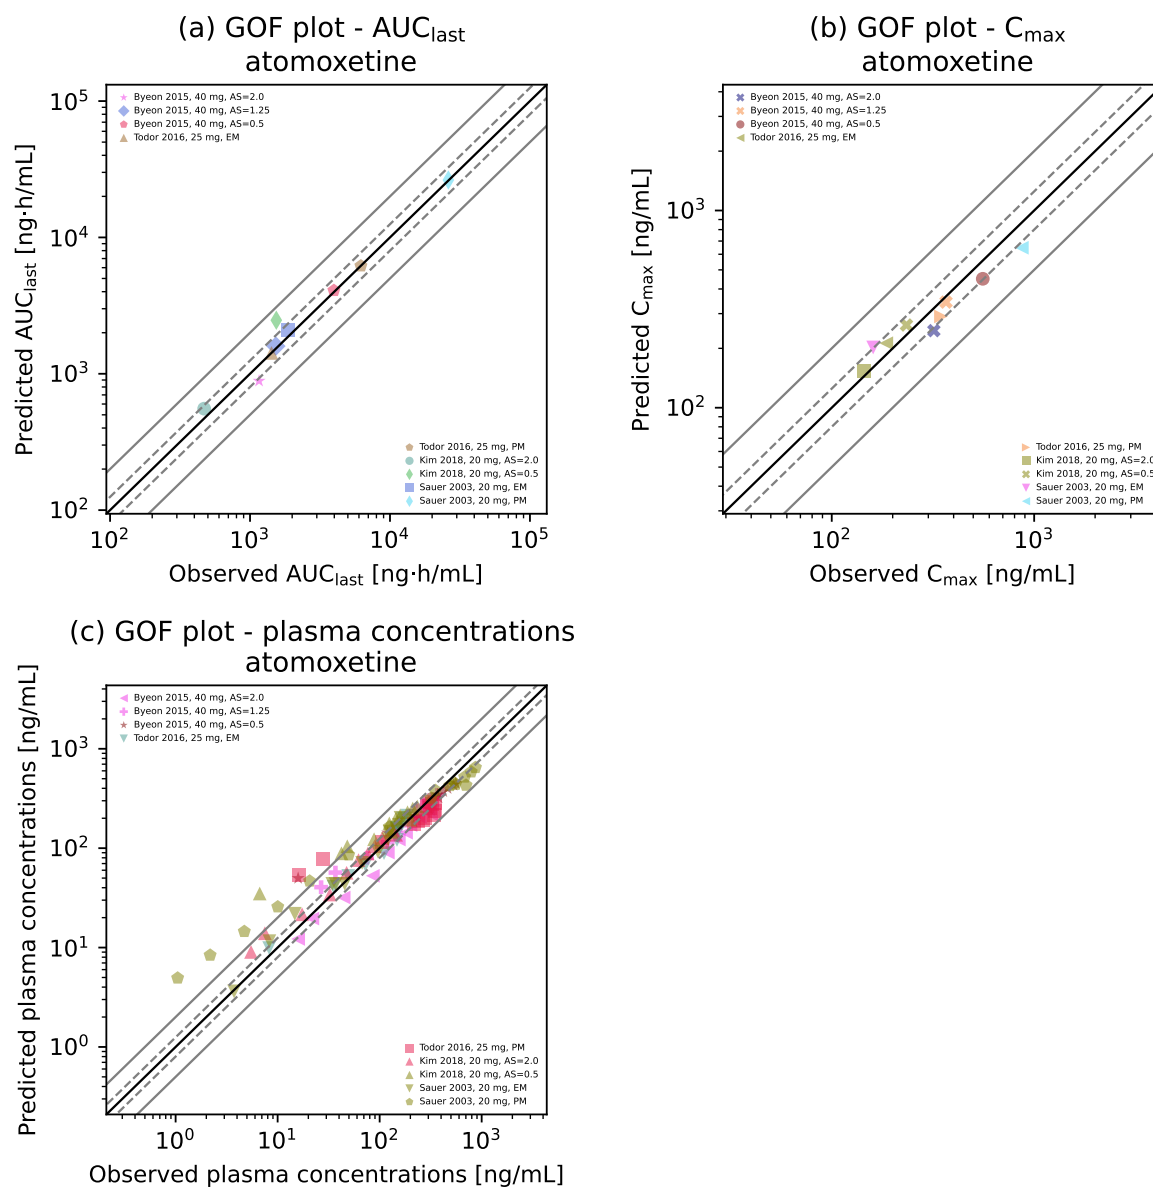 (a) GOF plot - AUClast
atomoxetine
Predicted AUClast [ng·h/mL]
10^5
10^4
10^3
10^2
Byeon 2015, 40 mg, AS=2.0
Byeon 2015, 40 mg, AS=1.25
Byeon 2015, 40 mg, AS=0.5
Todor 2016, 25 mg, EM
Todor 2016, 25 mg, PM
Kim 2018, 20 mg, AS=2.0
Kim 2018, 20 mg, AS=0.5
Sauer 2003, 20 mg, EM
Sauer 2003, 20 mg, PM
10^2 10^3 10^4 10^5
Observed AUClast [ng·h/mL]
(b) GOF plot - Cmax
atomoxetine
Predicted Cmax [ng/mL]
10^3
10^2
Byeon 2015, 40 mg, AS=2.0
Byeon 2015, 40 mg, AS=1.25
Byeon 2015, 40 mg, AS=0.5
Todor 2016, 25 mg, EM
Todor 2016, 25 mg, PM
Kim 2018, 20 mg, AS=2.0
Kim 2018, 20 mg, AS=0.5
Sauer 2003, 20 mg, EM
Sauer 2003, 20 mg, PM
10^2 10^3
Observed Cmax [ng/mL]
(c) GOF plot - plasma concentrations
atomoxetine
Predicted plasma concentrations [ng/mL]
10^3
10^2
10^1
10^0
Byeon 2015, 40 mg, AS=2.0
Byeon 2015, 40 mg, AS=1.25
Byeon 2015, 40 mg, AS=0.5
Todor 2016, 25 mg, EM
Todor 2016, 25 mg, PM
Kim 2018, 20 mg, AS=2.0
Kim 2018, 20 mg, AS=0.5
Sauer 2003, 20 mg, EM
Sauer 2003, 20 mg, PM
10^0 10^1 10^2 10^3
Observed plasma concentrations [ng/mL]